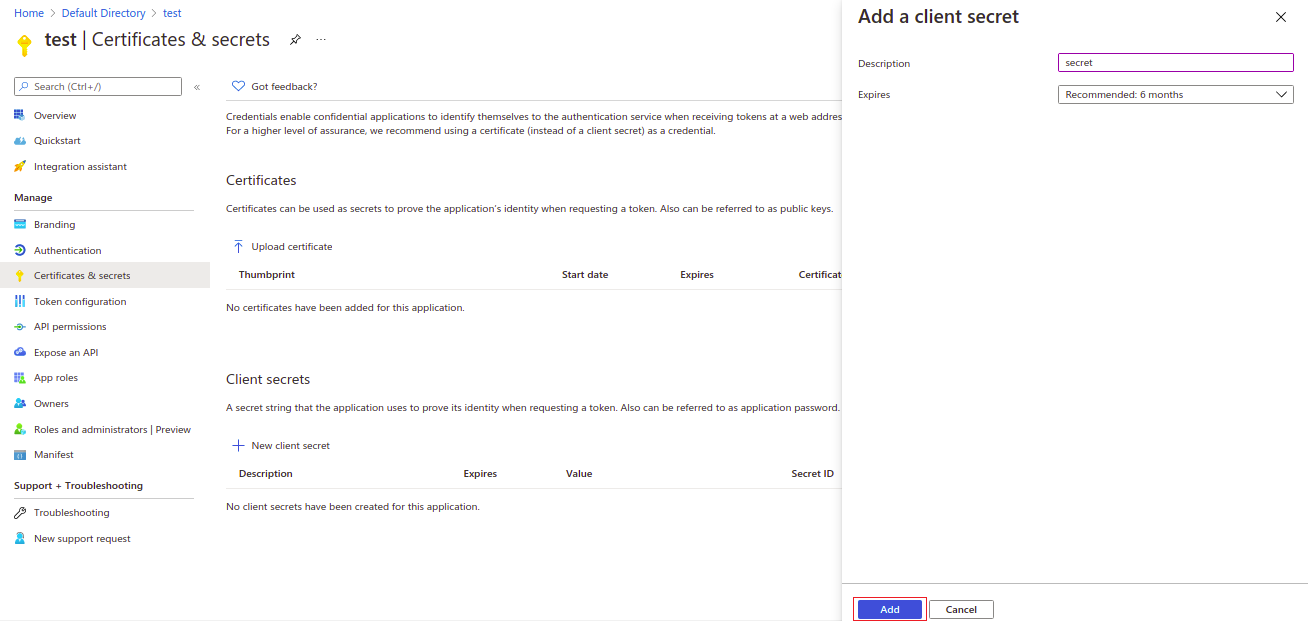 Home > Default Directory > test
test | Certificates & secrets
...
Search (Ctrl+/)
«
Overview
Quickstart
Integration assistant
Manage
Branding
Authentication
Certificates & secrets
Token configuration
API permissions
Expose an API
App roles
Owners
Roles and administrators | Preview
Manifest
Support + Troubleshooting
Troubleshooting
New support request
Got feedback?
Credentials enable confidential applications to identify themselves to the authentication service when receiving tokens at a web addre
For a higher level of assurance, we recommend using a certificate (instead of a client secret) as a credential.
Certificates
Certificates can be used as secrets to prove the application's identity when requesting a token. Also can be referred to as public keys.
Upload certificate
Thumbprint Start date Expires Certificat
No certificates have been added for this application.
Client secrets
A secret string that the application uses to prove its identity when requesting a token. Also can be referred to as application password.
New client secret
Description Expires Value Secret ID
No client secrets have been created for this application.
Add a client secret
Description secret
Expires Recommended: 6 months
Add Cancel